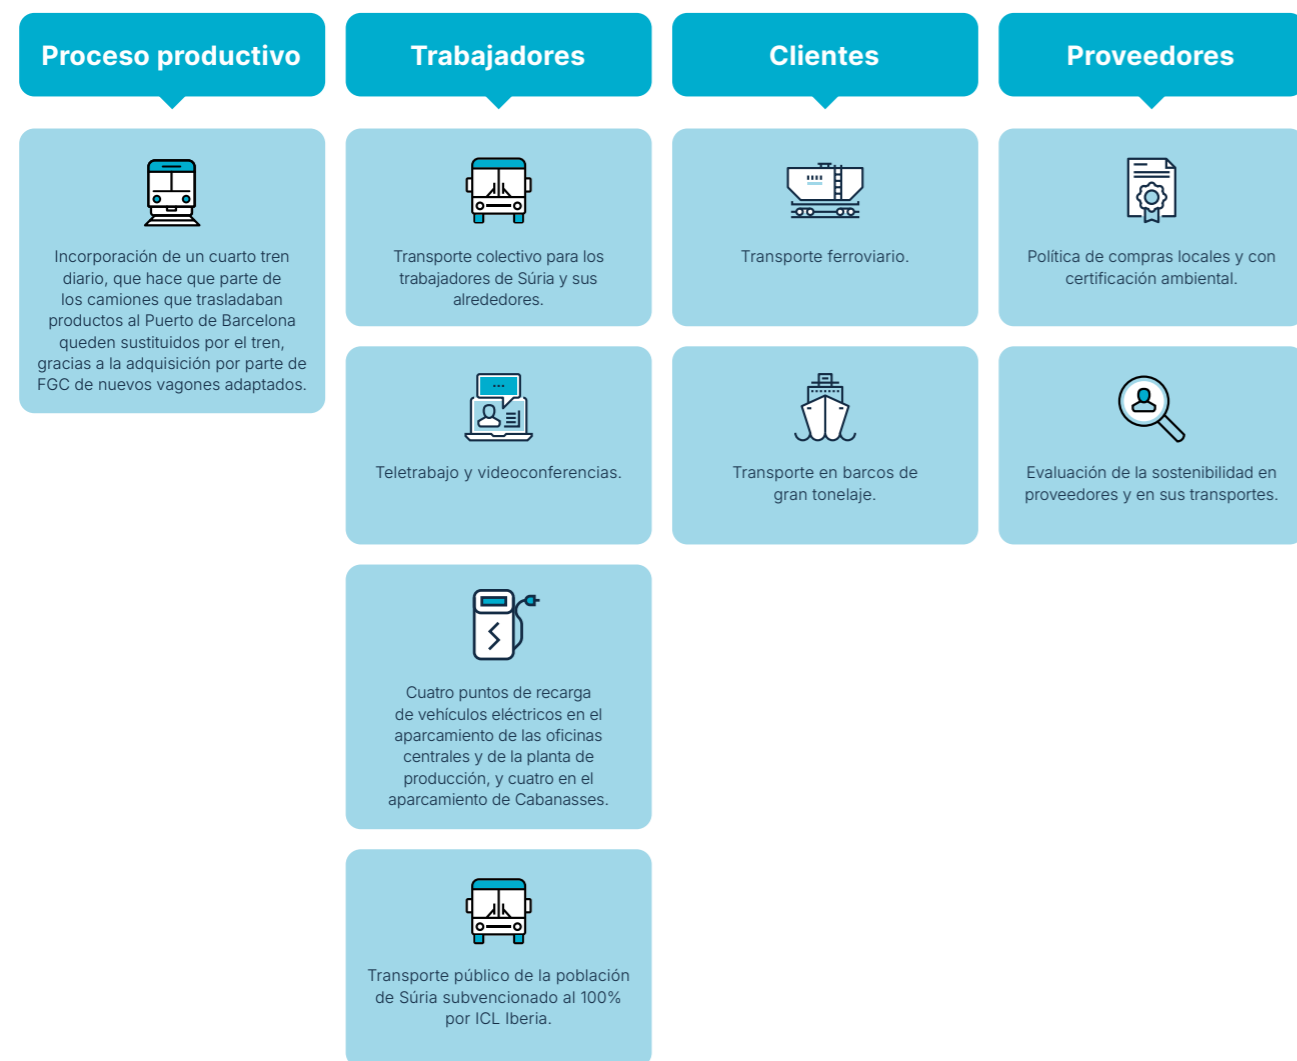 Proceso productivo
Incorporación de un cuarto tren
diario, que hace que parte de
los camiones que trasladaban
productos al Puerto de Barcelona
queden sustituidos por el tren,
gracias a la adquisición por parte de
FGC de nuevos vagones adaptados.
Trabajadores
Transporte colectivo para los
trabajadores de Súria y sus
alrededores.
Teletrabajo y videoconferencias.
Cuatro puntos de recarga
de vehículos eléctricos en el
aparcamiento de las oficinas
centrales y de la planta de
producción, y cuatro en el
aparcamiento de Cabanasses.
Transporte público de la población
de Súria subvencionado al 100%
por ICL Iberia.
Clientes
Transporte ferroviario.
Transporte en barcos de
gran tonelaje.
Proveedores
Política de compras locales y con
certificación ambiental.
Evaluación de la sostenibilidad en
proveedores y en sus transportes.